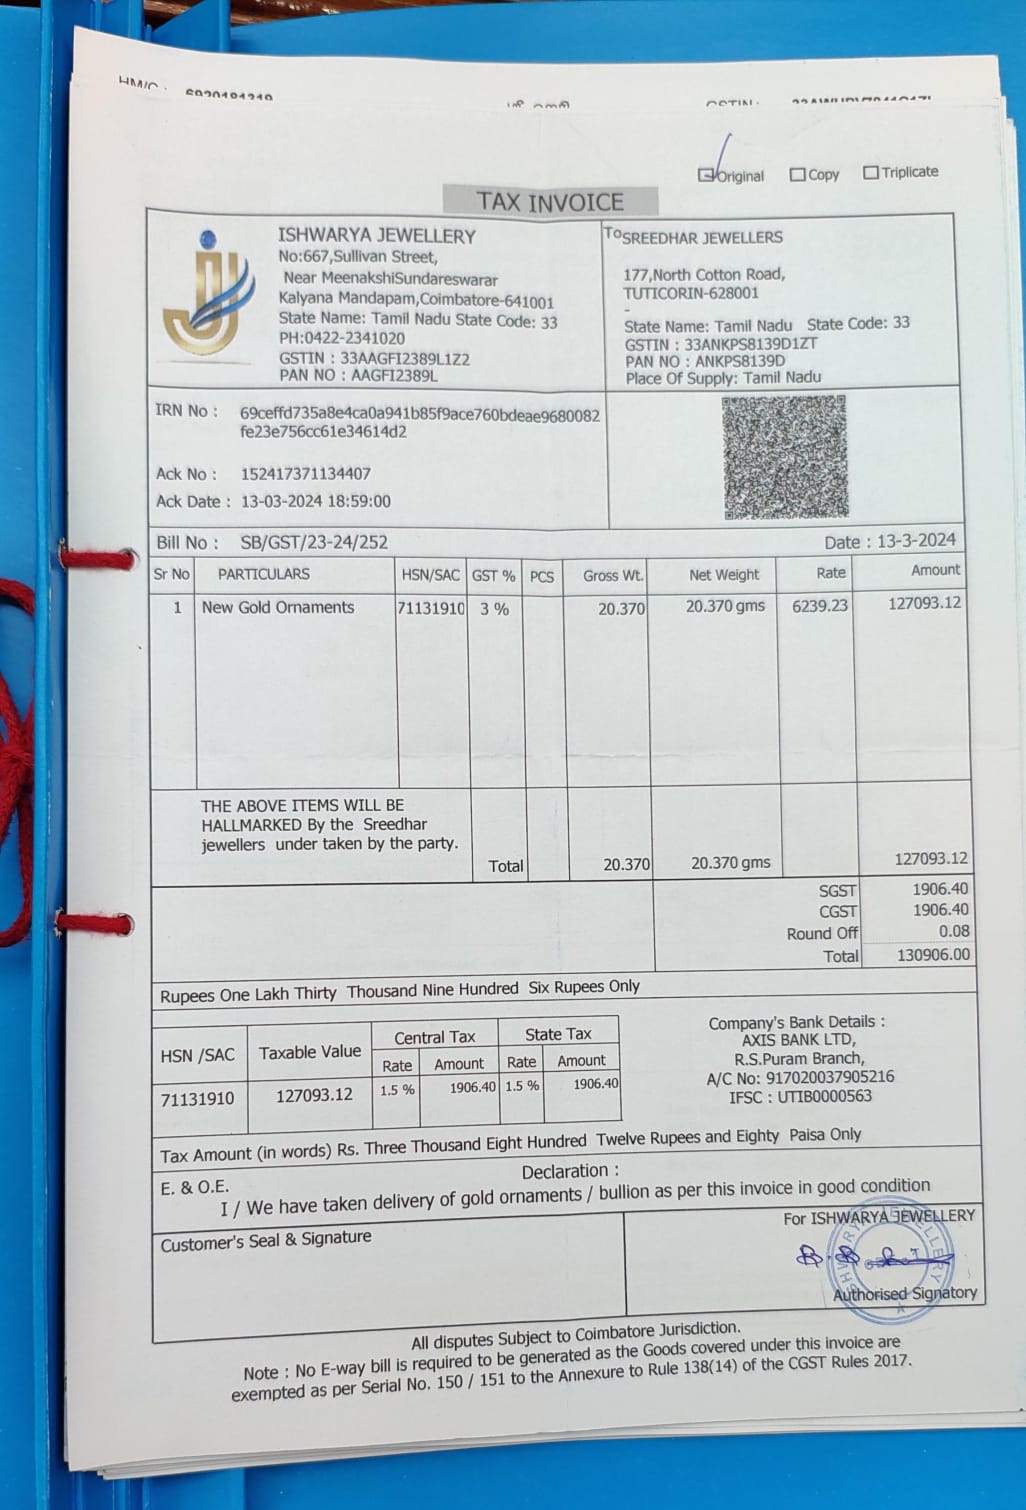 Original Copy Triplicate
TAX INVOICE
ISHWARYA JEWELLERY
No:667,Sullivan Street,
Near MeenakshiSundareswarar
Kalyana Mandapam,Coimbatore-641001
State Name: Tamil Nadu State Code: 33
PH:0422-2341020
GSTIN : 33AAGFI2389L1Z2
PAN NO : AAGFI2389L
To SREEDHAR JEWELLERS
177,North Cotton Road,
TUTICORIN-628001
-
State Name: Tamil Nadu State Code: 33
GSTIN : 33ANKPS8139D1ZT
PAN NO : ANKPS8139D
Place Of Supply: Tamil Nadu
IRN No : 69ceffd735a8e4ca0a941b85f9ace760bdeae9680082
fe23e756cc61e34614d2
Ack No : 152417371134407
Ack Date : 13-03-2024 18:59:00
Bill No : SB/GST/23-24/252 Date : 13-3-2024
Sr No PARTICULARS HSN/SAC GST % PCS Gross Wt. Net Weight Rate Amount
1 New Gold Ornaments 71131910 3 % 20.370 20.370 gms 6239.23 127093.12
THE ABOVE ITEMS WILL BE
HALLMARKED By the Sreedhar
jewellers under taken by the party.
Total 20.370 20.370 gms 127093.12
SGST 1906.40
CGST 1906.40
Round Off 0.08
Total 130906.00
Rupees One Lakh Thirty Thousand Nine Hundred Six Rupees Only
HSN /SAC Taxable Value Central Tax State Tax
Rate Amount Rate Amount
71131910 127093.12 1.5 % 1906.40 1.5 % 1906.40
Company's Bank Details :
AXIS BANK LTD,
R.S.Puram Branch,
A/C No: 917020037905216
IFSC : UTIB0000563
Tax Amount (in words) Rs. Three Thousand Eight Hundred Twelve Rupees and Eighty Paisa Only
E. & O.E. Declaration :
I / We have taken delivery of gold ornaments / bullion as per this invoice in good condition
Customer's Seal & Signature
For ISHWARYA JEWELLERY
Authorised Signatory
All disputes Subject to Coimbatore Jurisdiction.
Note : No E-way bill is required to be generated as the Goods covered under this invoice are
exempted as per Serial No. 150 / 151 to the Annexure to Rule 138(14) of the CGST Rules 2017.